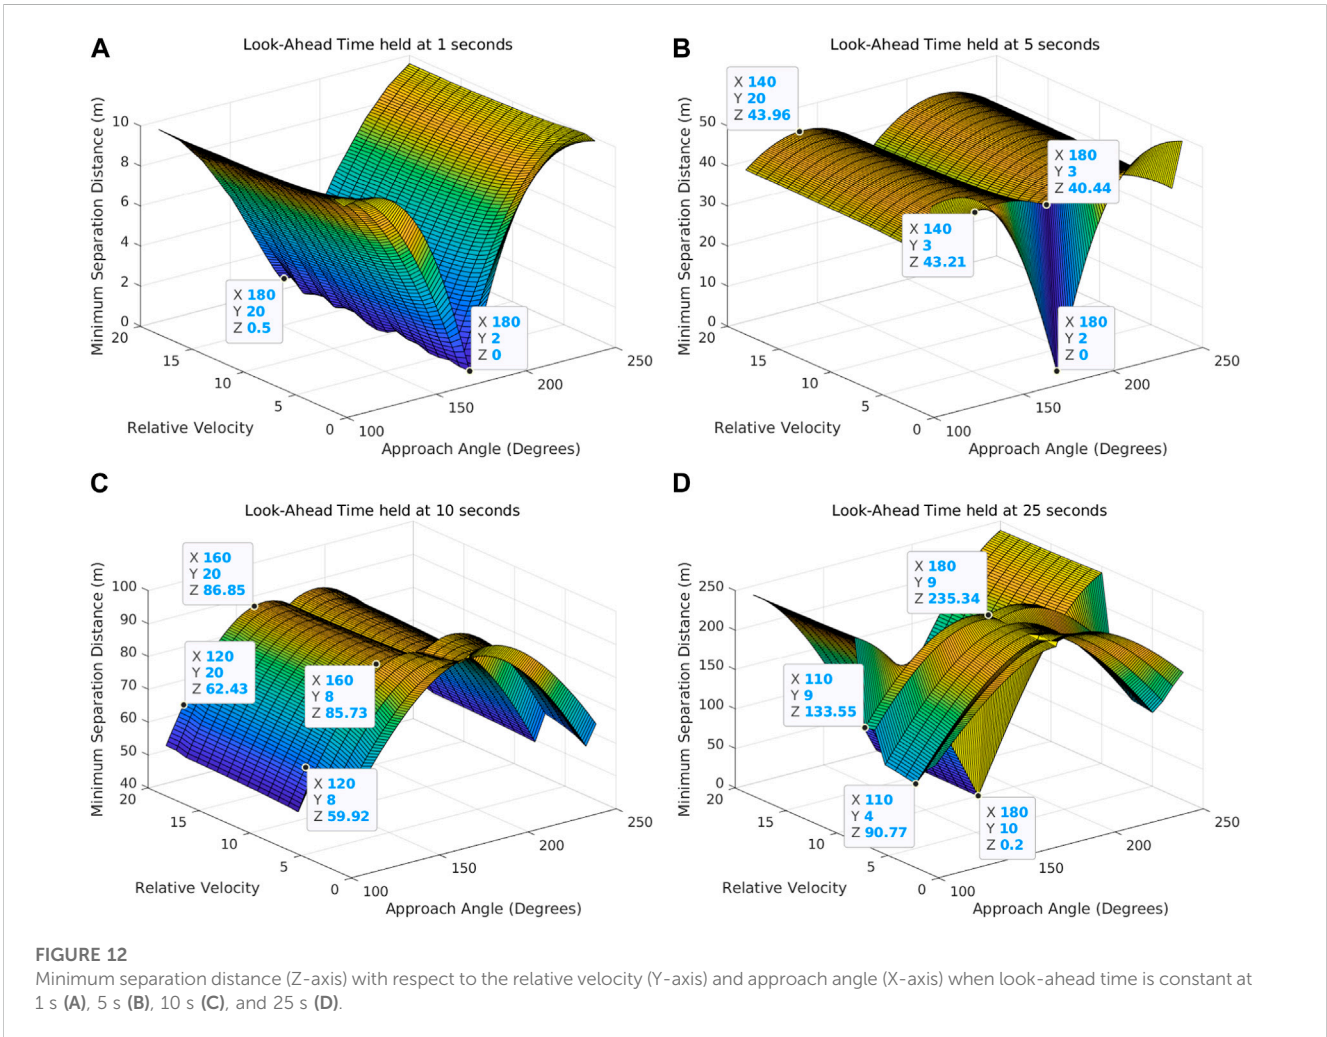 A
Look-Ahead Time held at 1 seconds
Minimum Separation Distance (m)
10
8
6
4
2
0
20
15
10
5
0
Relative Velocity
100
150
200
250
Approach Angle (Degrees)
X 180
Y 20
Z 0.5
X 180
Y 2
Z 0
B
Look-Ahead Time held at 5 seconds
Minimum Separation Distance (m)
50
40
30
20
10
0
20
15
10
5
0
Relative Velocity
100
150
200
250
Approach Angle (Degrees)
X 140
Y 20
Z 43.96
X 180
Y 3
Z 40.44
X 140
Y 3
Z 43.21
X 180
Y 2
Z 0
C
Look-Ahead Time held at 10 seconds
Minimum Separation Distance (m)
100
90
80
70
60
50
40
20
15
10
5
0
Relative Velocity
100
150
200
250
Approach Angle (Degrees)
X 160
Y 20
Z 86.85
X 120
Y 20
Z 62.43
X 160
Y 8
Z 85.73
X 120
Y 8
Z 59.92
D
Look-Ahead Time held at 25 seconds
Minimum Separation Distance (m)
250
200
150
100
50
0
20
15
10
5
0
Relative Velocity
100
150
200
250
Approach Angle (Degrees)
X 180
Y 9
Z 235.34
X 110
Y 9
Z 133.55
X 110
Y 4
Z 90.77
X 180
Y 10
Z 0.2
FIGURE 12
Minimum separation distance (Z-axis) with respect to the relative velocity (Y-axis) and approach angle (X-axis) when look-ahead time is constant at
1 s (A), 5 s (B), 10 s (C), and 25 s (D).